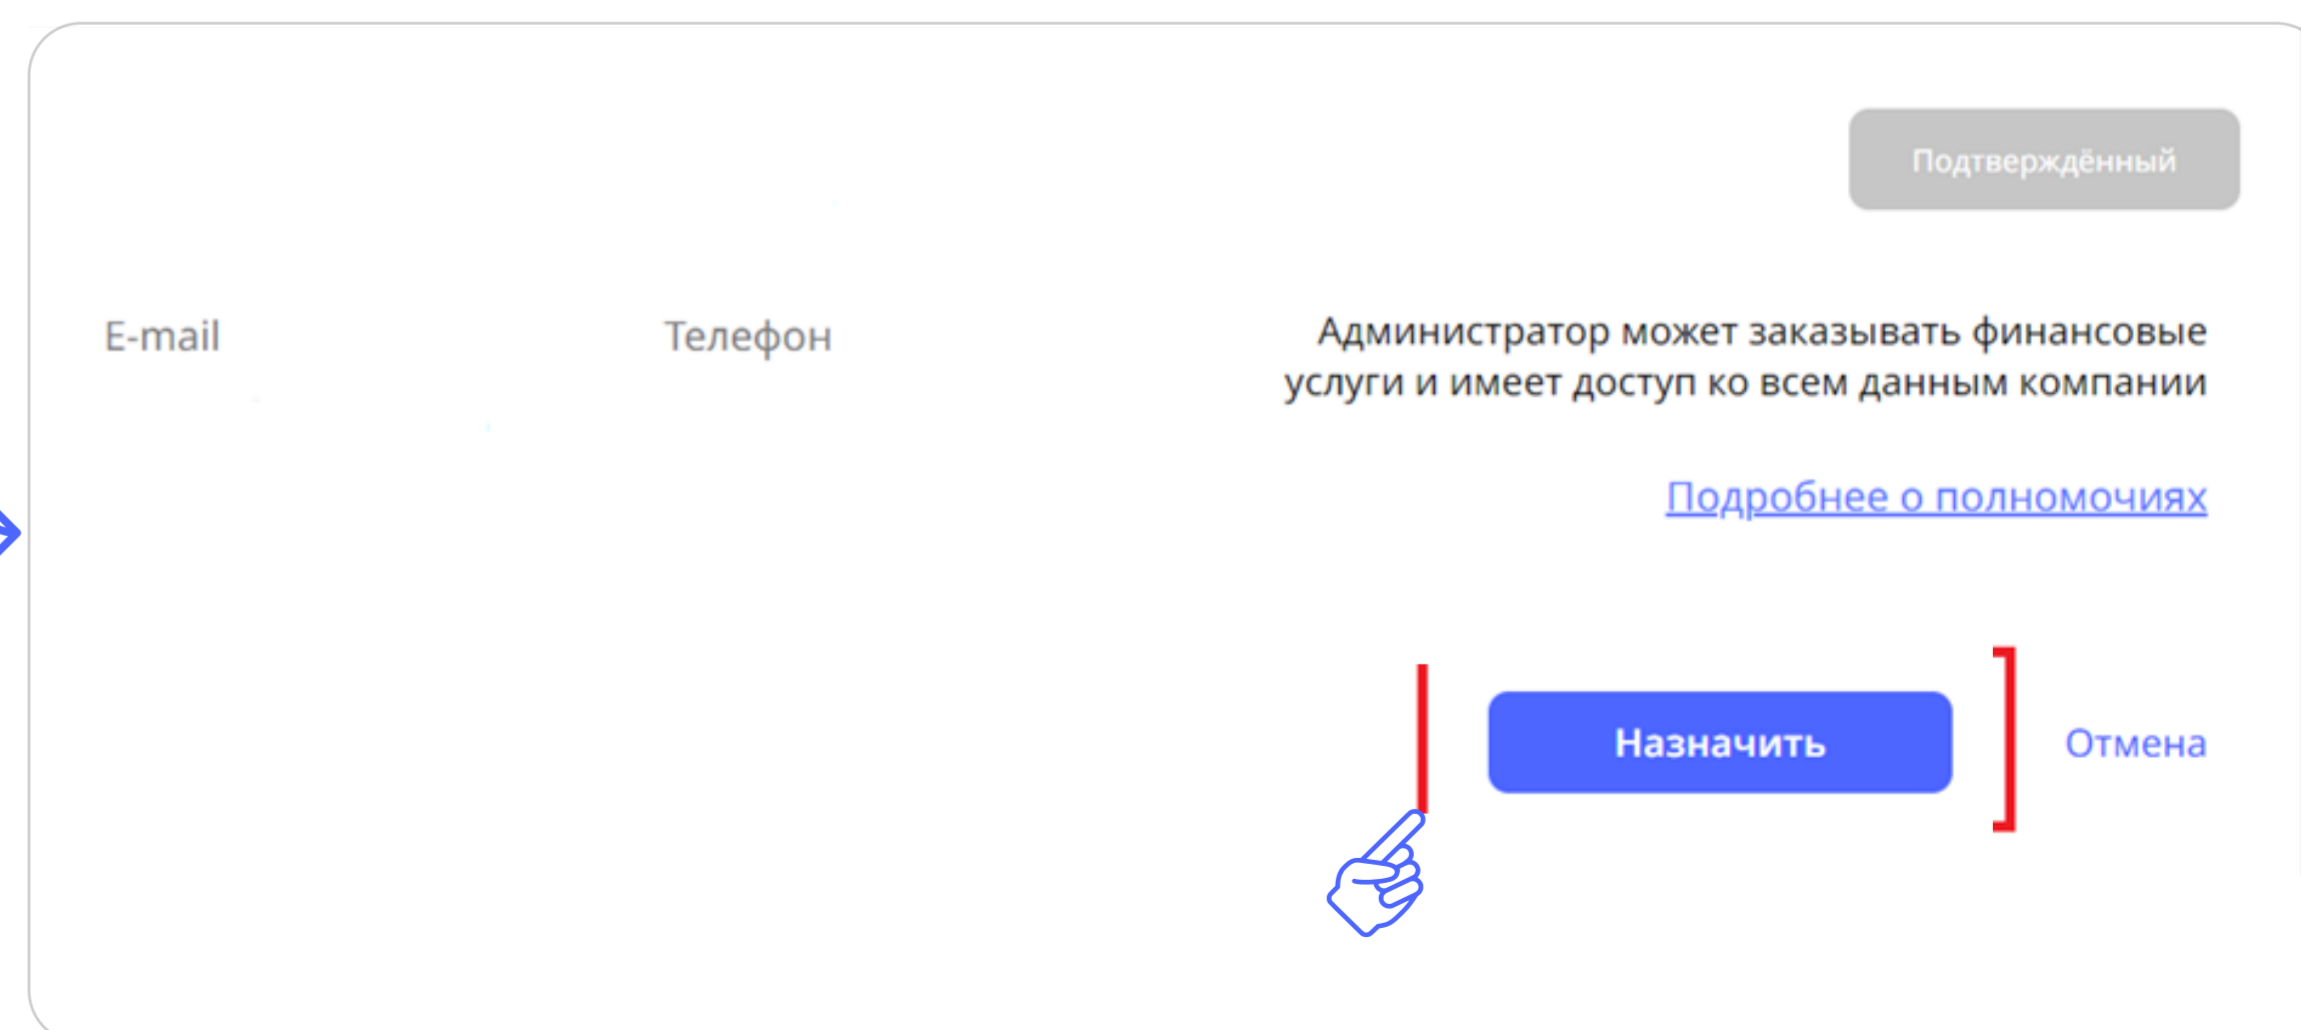 Подтверждённый
E-mail
Телефон
Администратор может заказывать финансовые
услуги и имеет доступ ко всем данным компании
Подробнее о полномочиях
Назначить
Отмена